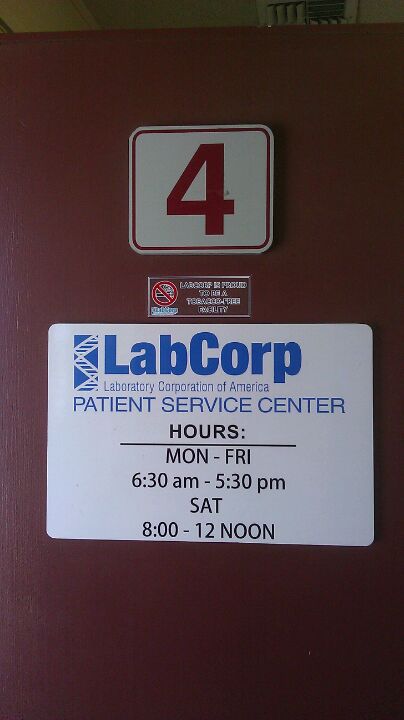 4
LABCORP IS PROUD
TO BE A
TOBACCO-FREE
FACILITY
LabCorp
LabCorp
Laboratory Corporation of America
PATIENT SERVICE CENTER
HOURS:
MON - FRI
6:30 am - 5:30 pm
SAT
8:00 - 12 NOON